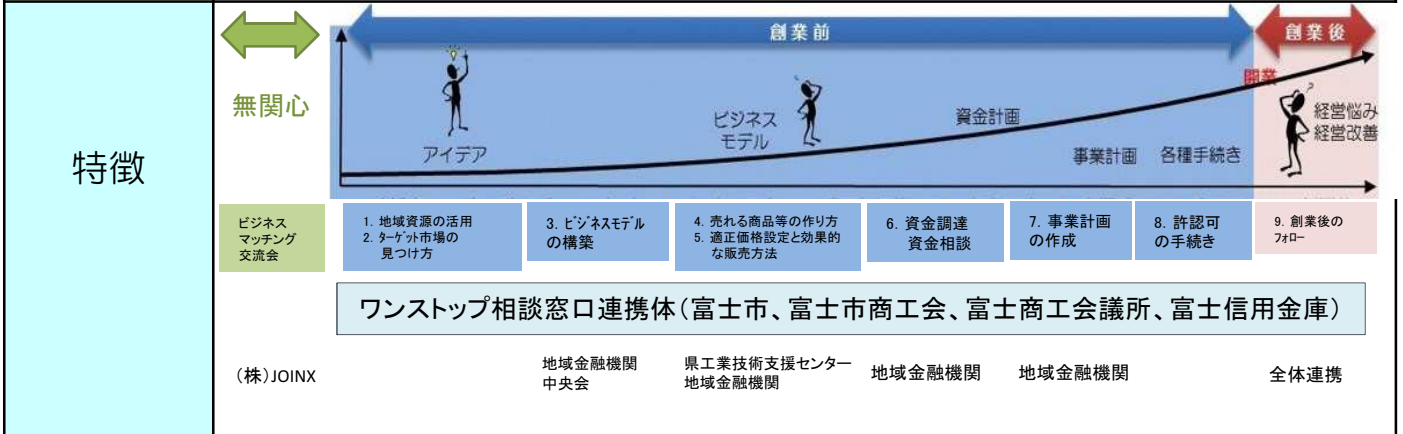 特徴
無関心
創業前
創業後
開業
アイデア
ビジネス
モデル
資金計画
事業計画
各種手続き
経営悩み
経営改善
ビジネス
マッチング
交流会
1. 地域資源の活用
2. ターゲット市場の
見つけ方
3. ビジネスモデル
の構築
4. 売れる商品等の作り方
5. 適正価格設定と効果的
な販売方法
6. 資金調達
資金相談
7. 事業計画
の作成
8. 許認可
の手続き
9. 創業後の
フォロー
ワンストップ相談窓口連携体(富士市、富士市商工会、富士商工会議所、富士信用金庫)
(株)JOINX
地域金融機関
中央会
県工業技術支援センター
地域金融機関
地域金融機関
地域金融機関
全体連携